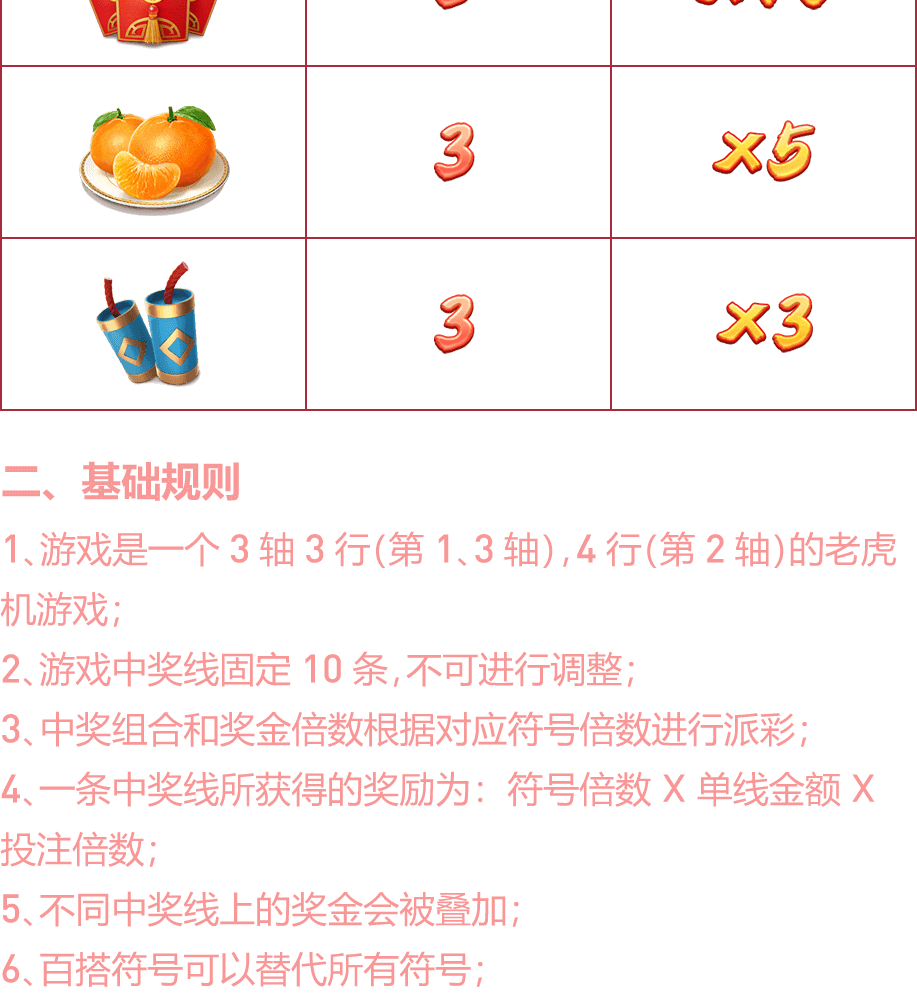 3 x5
3 x3
二、基础规则
1、游戏是一个 3 轴 3 行(第 1、3 轴),4 行(第 2 轴)的老虎
机游戏;
2、游戏中奖线固定 10 条,不可进行调整;
3、中奖组合和奖金倍数根据对应符号倍数进行派彩;
4、一条中奖线所获得的奖励为：符号倍数 X 单线金额 X
投注倍数;
5、不同中奖线上的奖金会被叠加;
6、百搭符号可以替代所有符号;